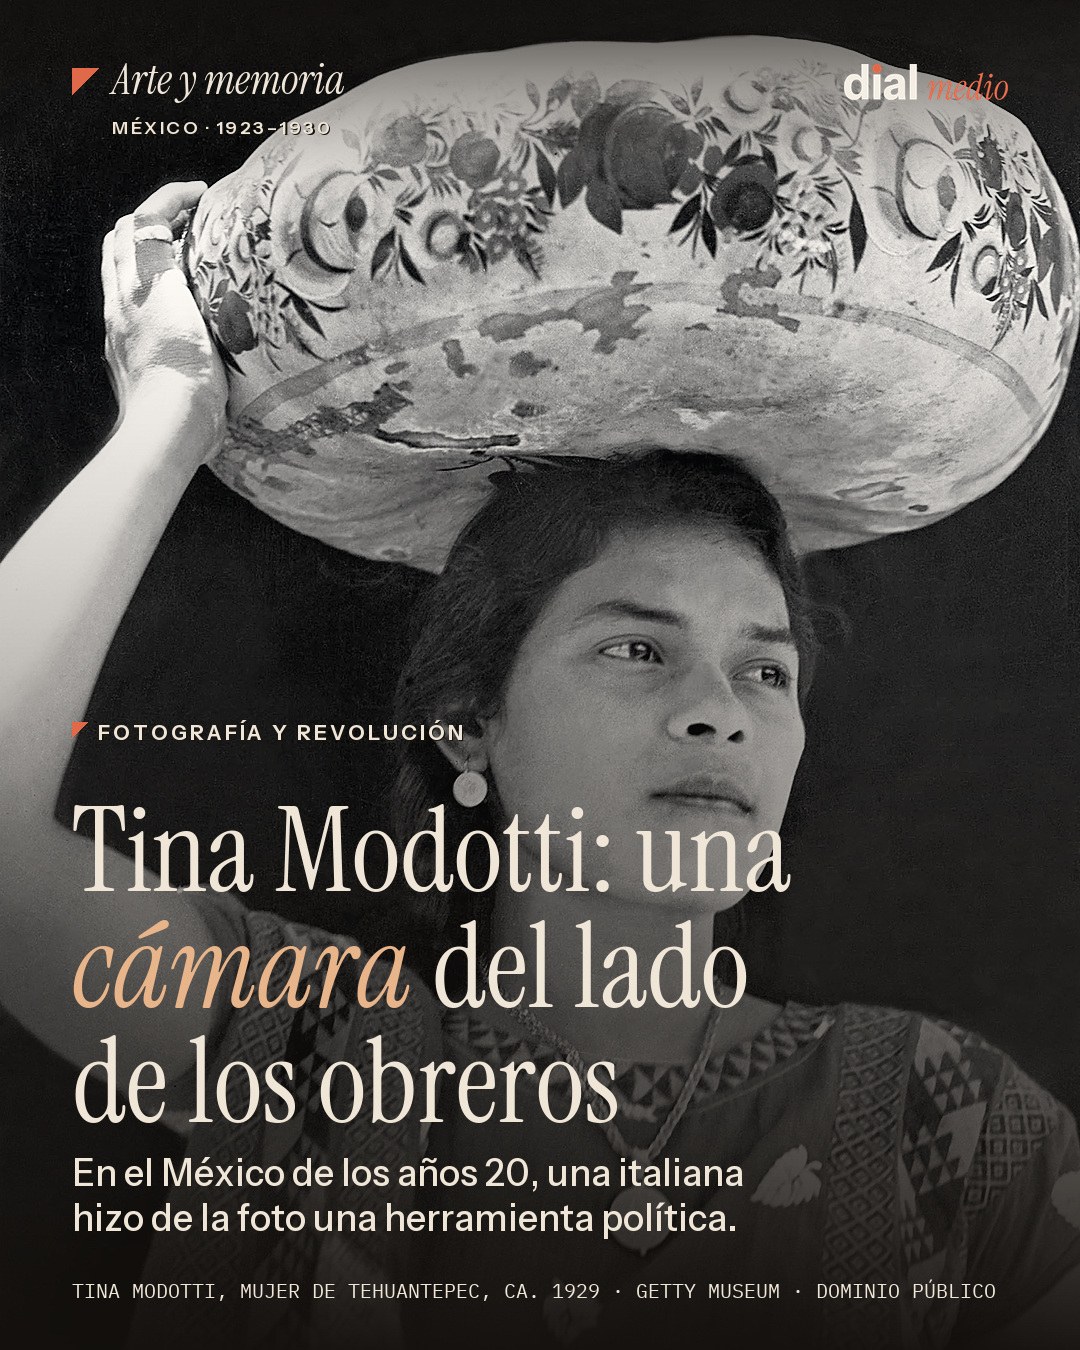 Arte y memoria
MÉXICO · 1923–1930
dial medio
FOTOGRAFÍA Y REVOLUCIÓN
Tina Modotti: una
cámara del lado
de los obreros
En el México de los años 20, una italiana
hizo de la foto una herramienta política.
TINA MODOTTI, MUJER DE TEHUANTEPEC, CA. 1929 · GETTY MUSEUM · DOMINIO PÚBLICO